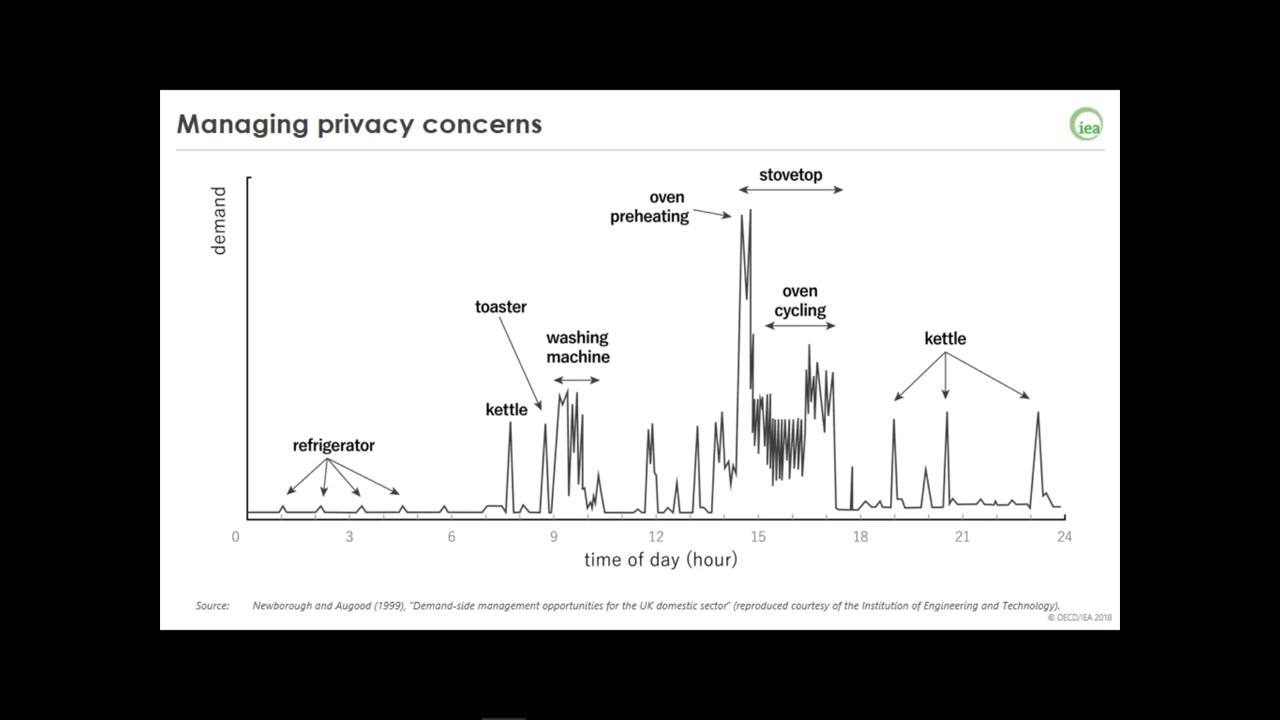 Managing privacy concerns
iea
demand
stovetop
oven
preheating
oven
cycling
toaster
washing
machine
kettle
kettle
refrigerator
0 3 6 9 12 15 18 21 24
time of day (hour)
Source: Newborough and Augood (1999), "Demand-side management opportunities for the UK domestic sector" (reproduced courtesy of the Institution of Engineering and Technology).
© OECD/IEA 2018